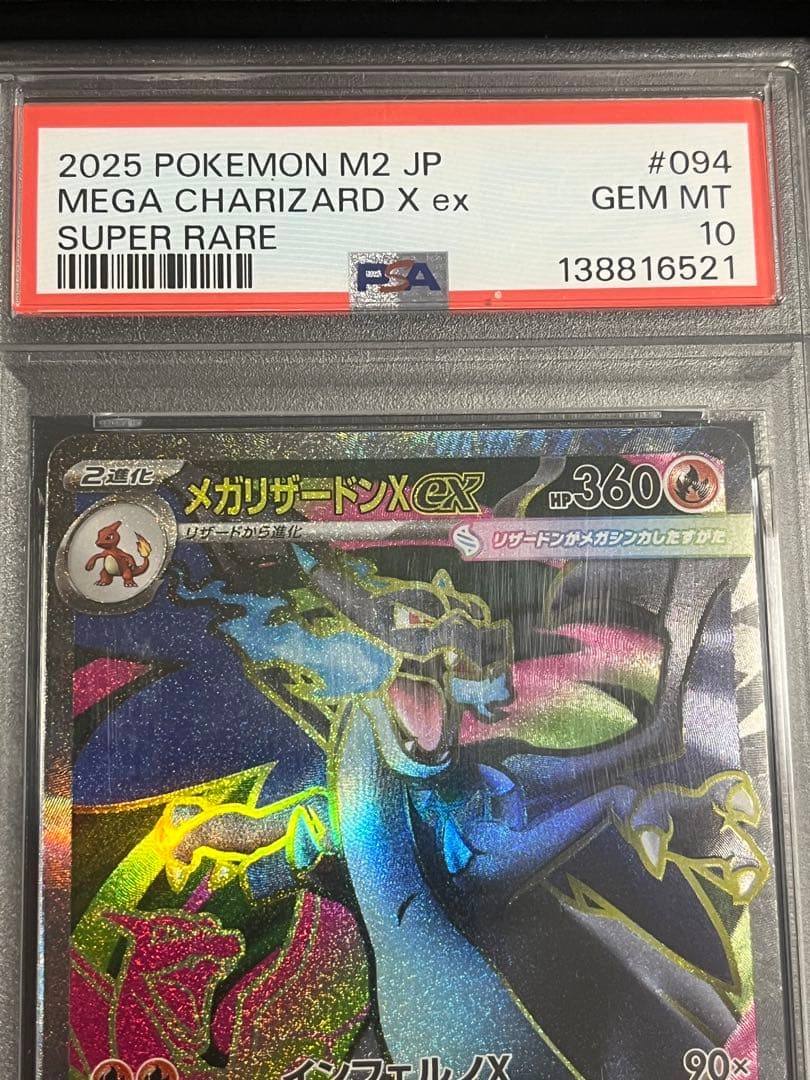 2025 POKEMON M2 JP
#094
MEGA CHARIZARD X ex
GEM MT
SUPER RARE
10
PSA
138816521
2進化
メガリザードンXex
HP360
リザードから進化
リザードンがメガシンカしたすがた
インフェルノX
90×